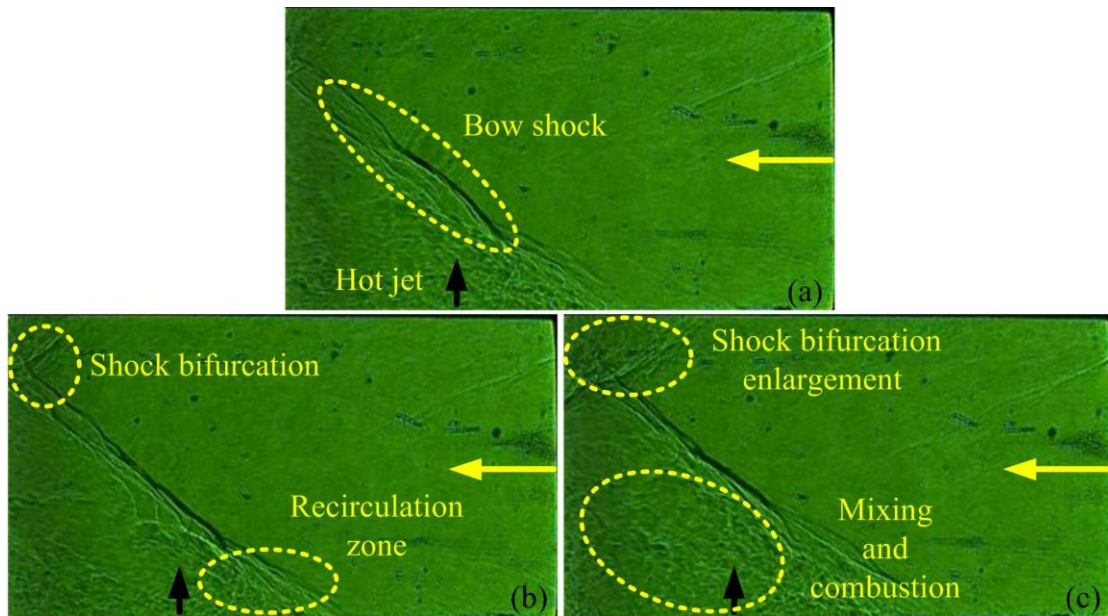 Bow shock
Hot jet
(a)
Shock bifurcation
Recirculation
zone
(b)
Shock bifurcation
enlargement
Mixing
and
combustion
(c)